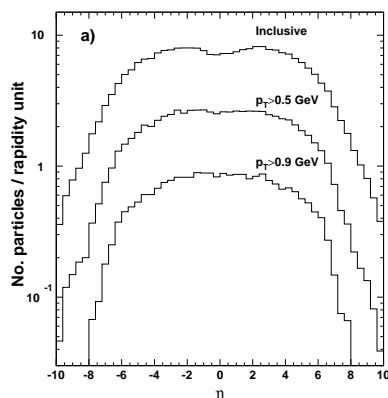 a)
Inclusive
p_T>0.5 GeV
p_T>0.9 GeV
No. particles / rapidity unit
10
1
10^-1
-10 -8 -6 -4 -2 0 2 4 6 8 10
η